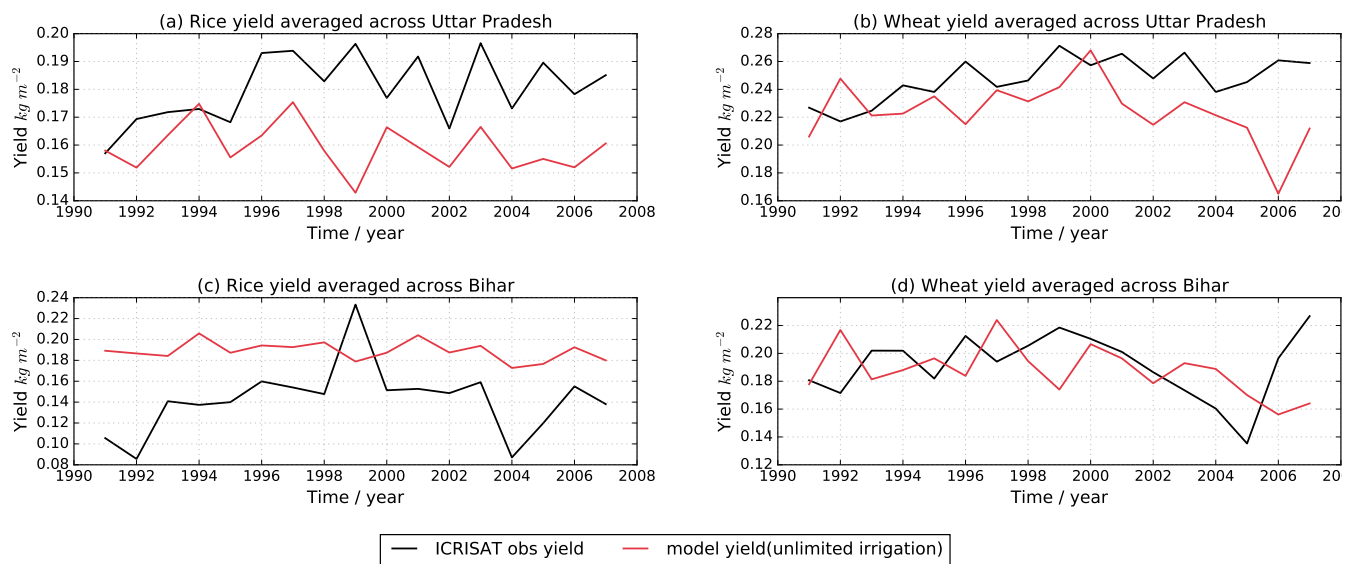 (a) Rice yield averaged across Uttar Pradesh
0.20
0.19
0.18
0.17
0.16
0.15
0.14
Yield kg m⁻²
1990 1992 1994 1996 1998 2000 2002 2004 2006 2008
Time / year
(b) Wheat yield averaged across Uttar Pradesh
0.28
0.26
0.24
0.22
0.20
0.18
0.16
Yield kg m⁻²
1990 1992 1994 1996 1998 2000 2002 2004 2006 20
Time / year
(c) Rice yield averaged across Bihar
0.24
0.22
0.20
0.18
0.16
0.14
0.12
0.10
0.08
Yield kg m⁻²
1990 1992 1994 1996 1998 2000 2002 2004 2006 2008
Time / year
(d) Wheat yield averaged across Bihar
0.22
0.20
0.18
0.16
0.14
0.12
Yield kg m⁻²
1990 1992 1994 1996 1998 2000 2002 2004 2006 20
Time / year
ICRISAT obs yield model yield(unlimited irrigation)